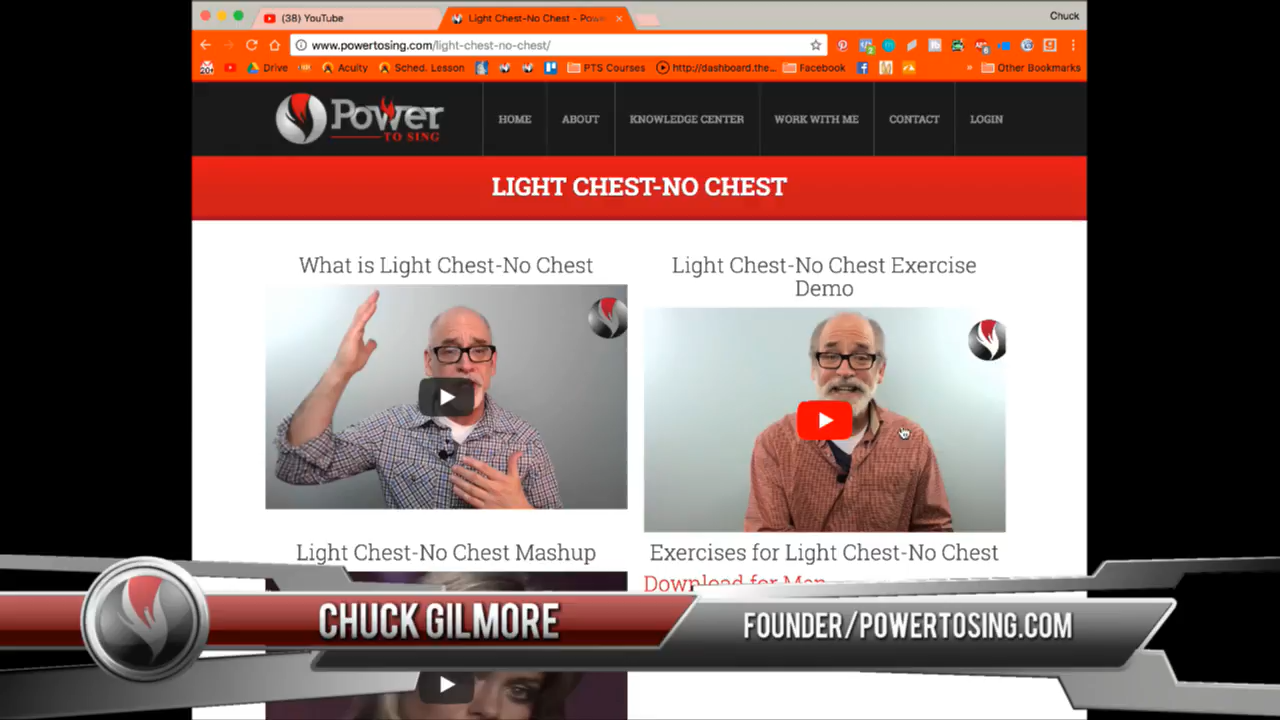 (38) YouTube
Light Chest-No Chest - Powe
Chuck
www.powertosing.com/light-chest-no-chest/
Drive
Acuity
Sched. Lesson
PTS Courses
http://dashboard.the...
Facebook
Other Bookmarks
Power
TO SING
HOME
ABOUT
KNOWLEDGE CENTER
WORK WITH ME
CONTACT
LOGIN
LIGHT CHEST-NO CHEST
What is Light Chest-No Chest
Light Chest-No Chest Exercise
Demo
Light Chest-No Chest Mashup
Exercises for Light Chest-No Chest
Download for Men
CHUCK GILMORE
FOUNDER/POWERTOSING.COM